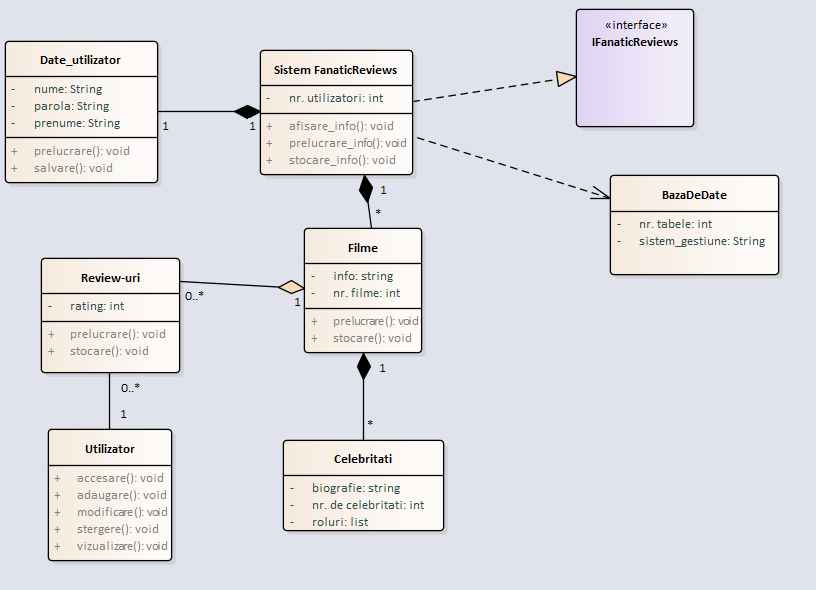 Date_utilizator
- nume: String
- parola: String
- prenume: String
+ prelucrare(): void
+ salvare(): void
1
1
Sistem FanaticReviews
- nr. utilizatori: int
+ afisare_info(): void
+ prelucrare_info(): void
+ stocare_info(): void
«interface»
IFanaticReviews
BazaDeDate
- nr. tabele: int
- sistem_gestiune: String
1
*
Filme
- info: string
- nr. filme: int
+ prelucrare(): void
+ stocare(): void
Review-uri
- rating: int
+ prelucrare(): void
+ stocare(): void
0..*
1
0..*
1
Utilizator
+ accesare(): void
+ adaugare(): void
+ modificare(): void
+ stergere(): void
+ vizualizare(): void
1
*
Celebritati
- biografie: string
- nr. de celebritati: int
- roluri: list